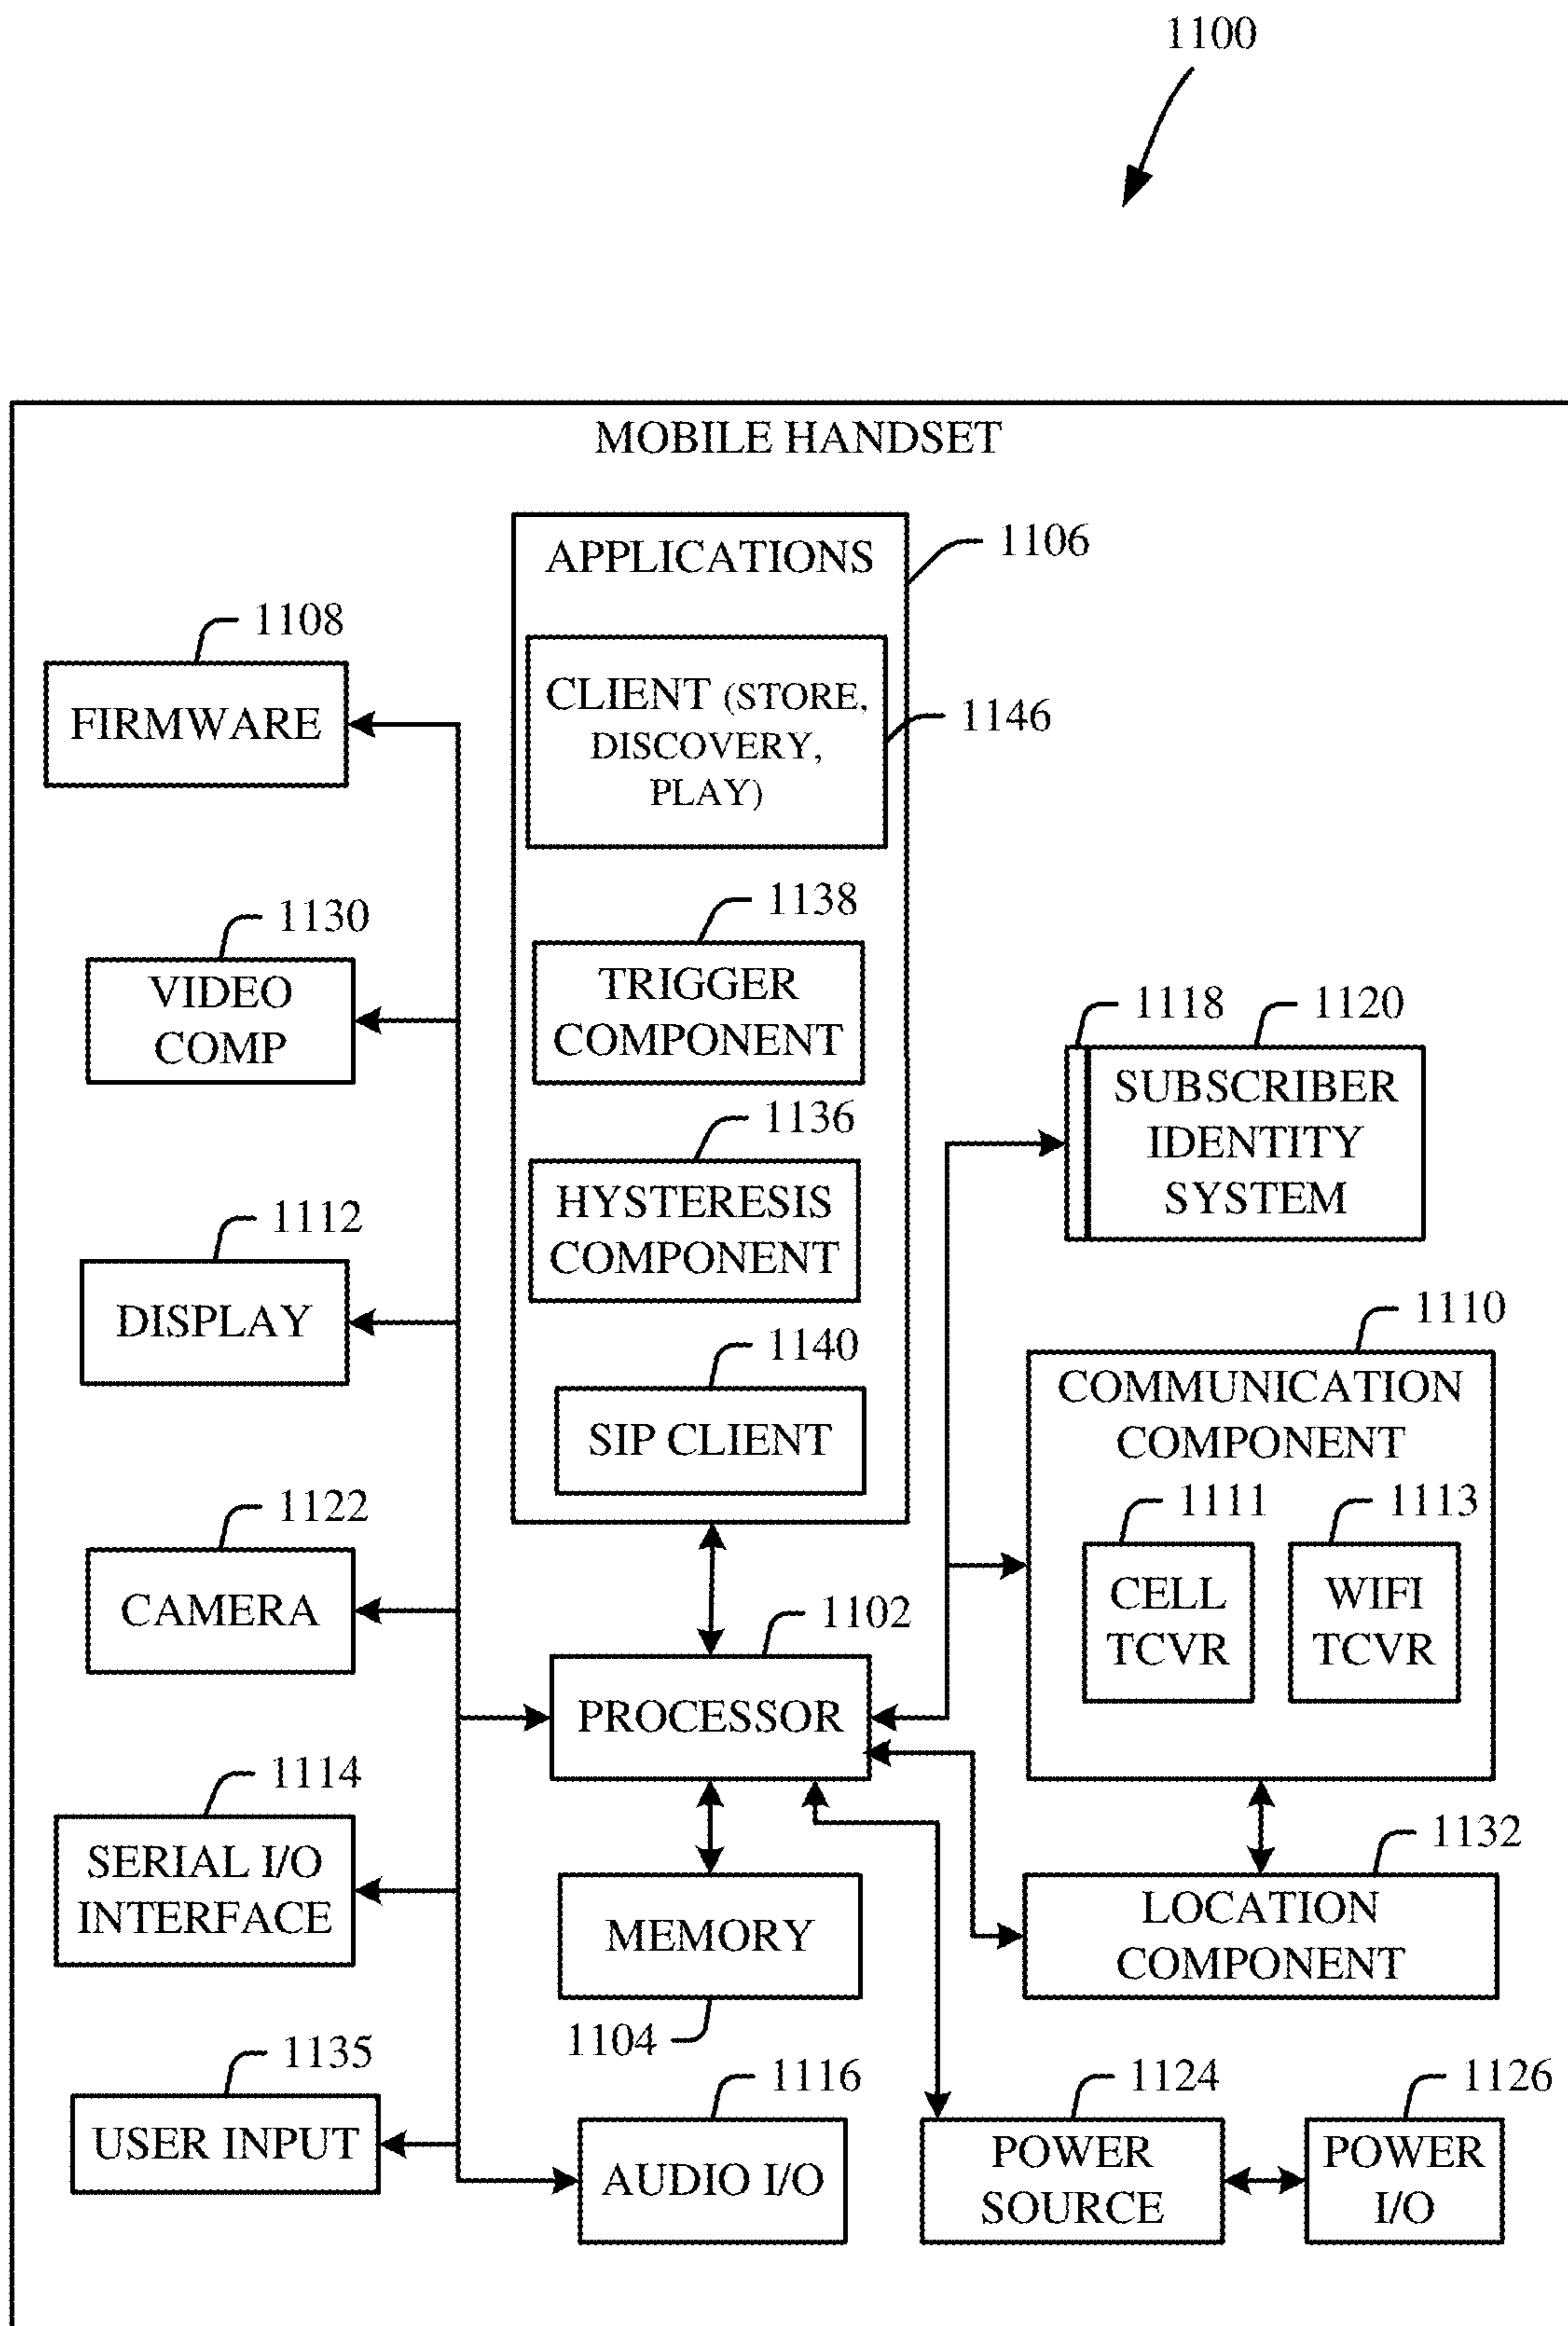 1100
MOBILE HANDSET
APPLICATIONS
1106
CLIENT (STORE,
DISCOVERY,
PLAY)
1146
1138
TRIGGER
COMPONENT
1136
HYSTERESIS
COMPONENT
1140
SIP CLIENT
1108
FIRMWARE
1130
VIDEO
COMP
1112
DISPLAY
1122
CAMERA
1114
SERIAL I/O
INTERFACE
1135
USER INPUT
1102
PROCESSOR
MEMORY
1104
1116
AUDIO I/O
1118
1120
SUBSCRIBER
IDENTITY
SYSTEM
1110
COMMUNICATION
COMPONENT
1111
CELL
TCVR
1113
WIFI
TCVR
1132
LOCATION
COMPONENT
1124
POWER
SOURCE
1126
POWER
I/O